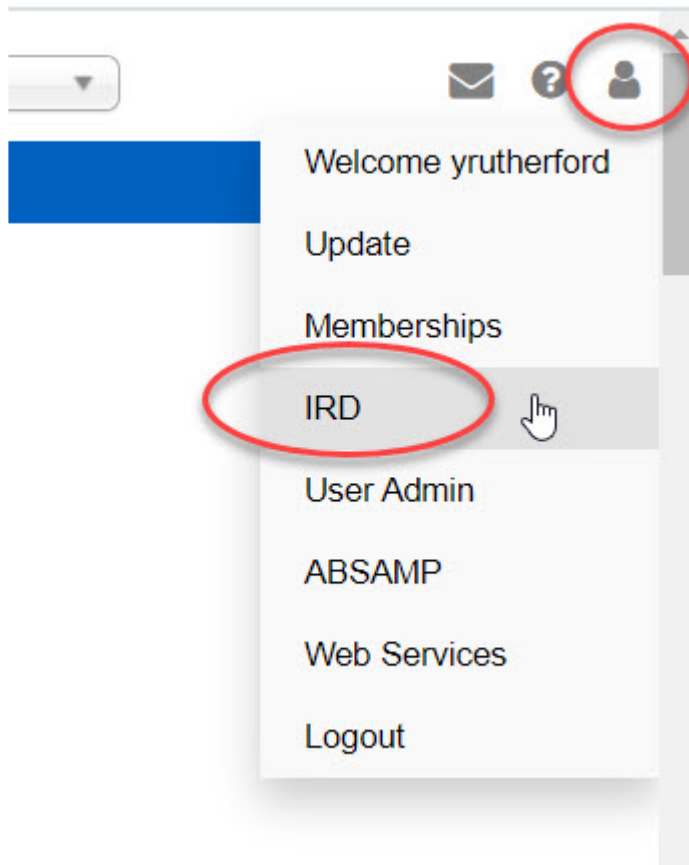 Welcome yrutherford
Update
Memberships
IRD
User Admin
ABSAMP
Web Services
Logout